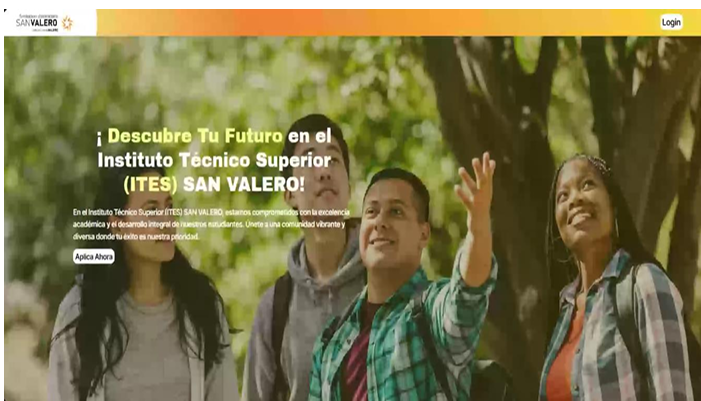 SANVALERO
Login
¡ Descubre Tu Futuro en el
Instituto Técnico Superior
(ITES) SAN VALERO!
En el Instituto Técnico Superior (ITES) SAN VALERO, estamos comprometidos con la excelencia
académica y el desarrollo integral de nuestros estudiantes. Únete a una comunidad vibrante y
diversa donde tu éxito es nuestra prioridad.
Aplica Ahora